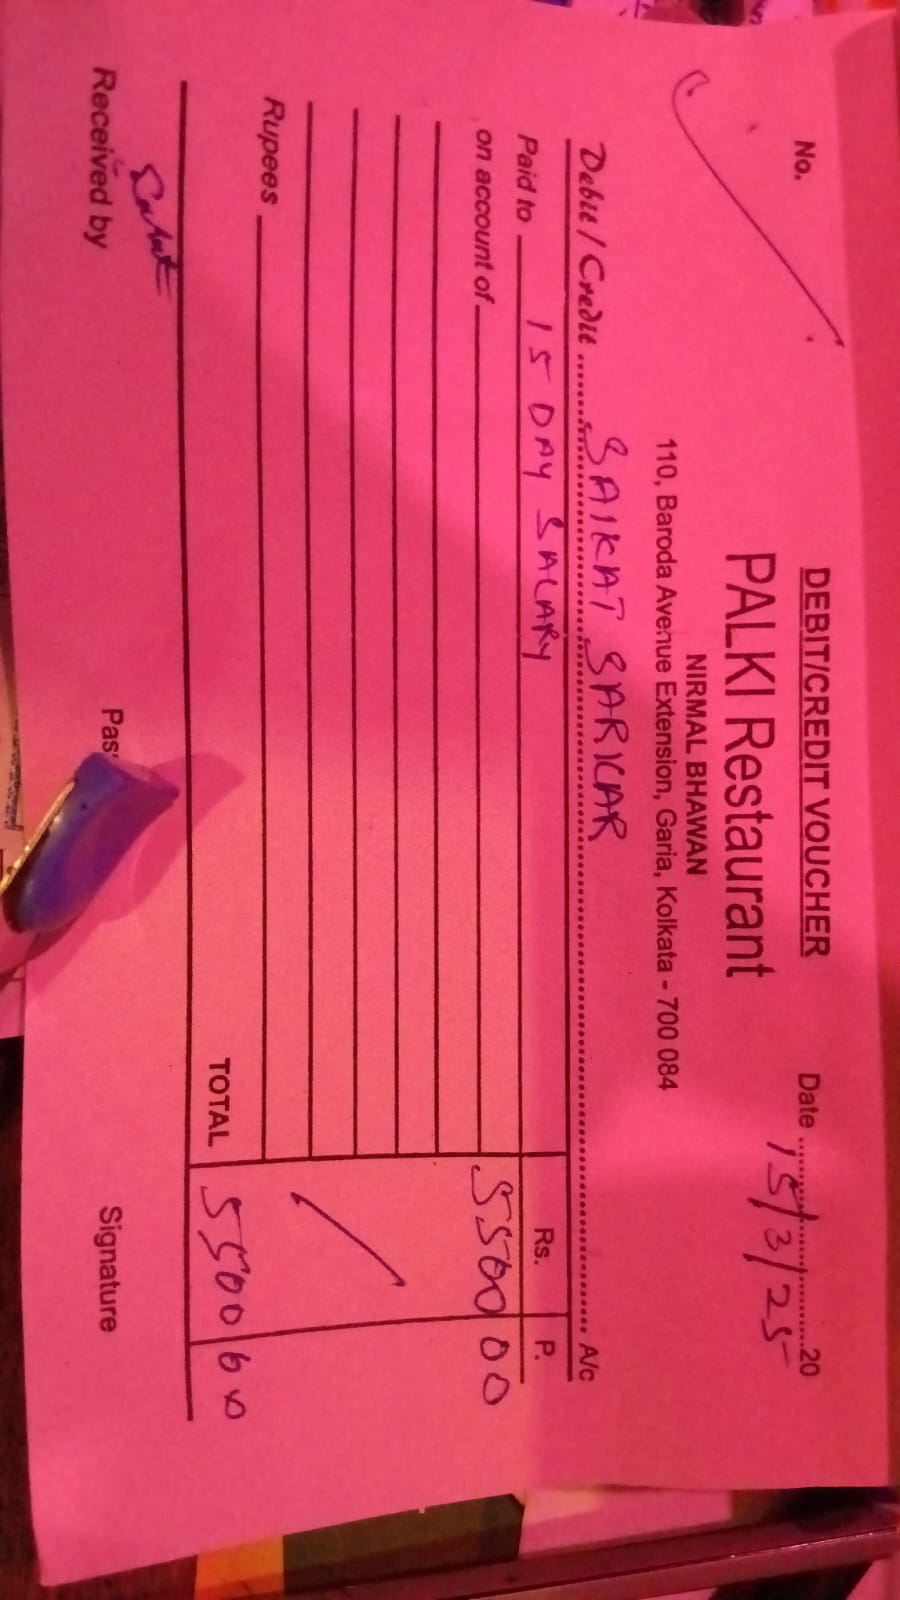 DEBIT/CREDIT VOUCHER
No. Date 15/3/25 20
PALKI Restaurant
NIRMAL BHAWAN
110, Baroda Avenue Extension, Garia, Kolkata - 700 084
Debit/Credit SAIKAT SARKAR A/c
Paid to 15 DAY SALARY Rs. P.
on account of 5500 00
Rupees
TOTAL 5500 00
Received by Pas Signature